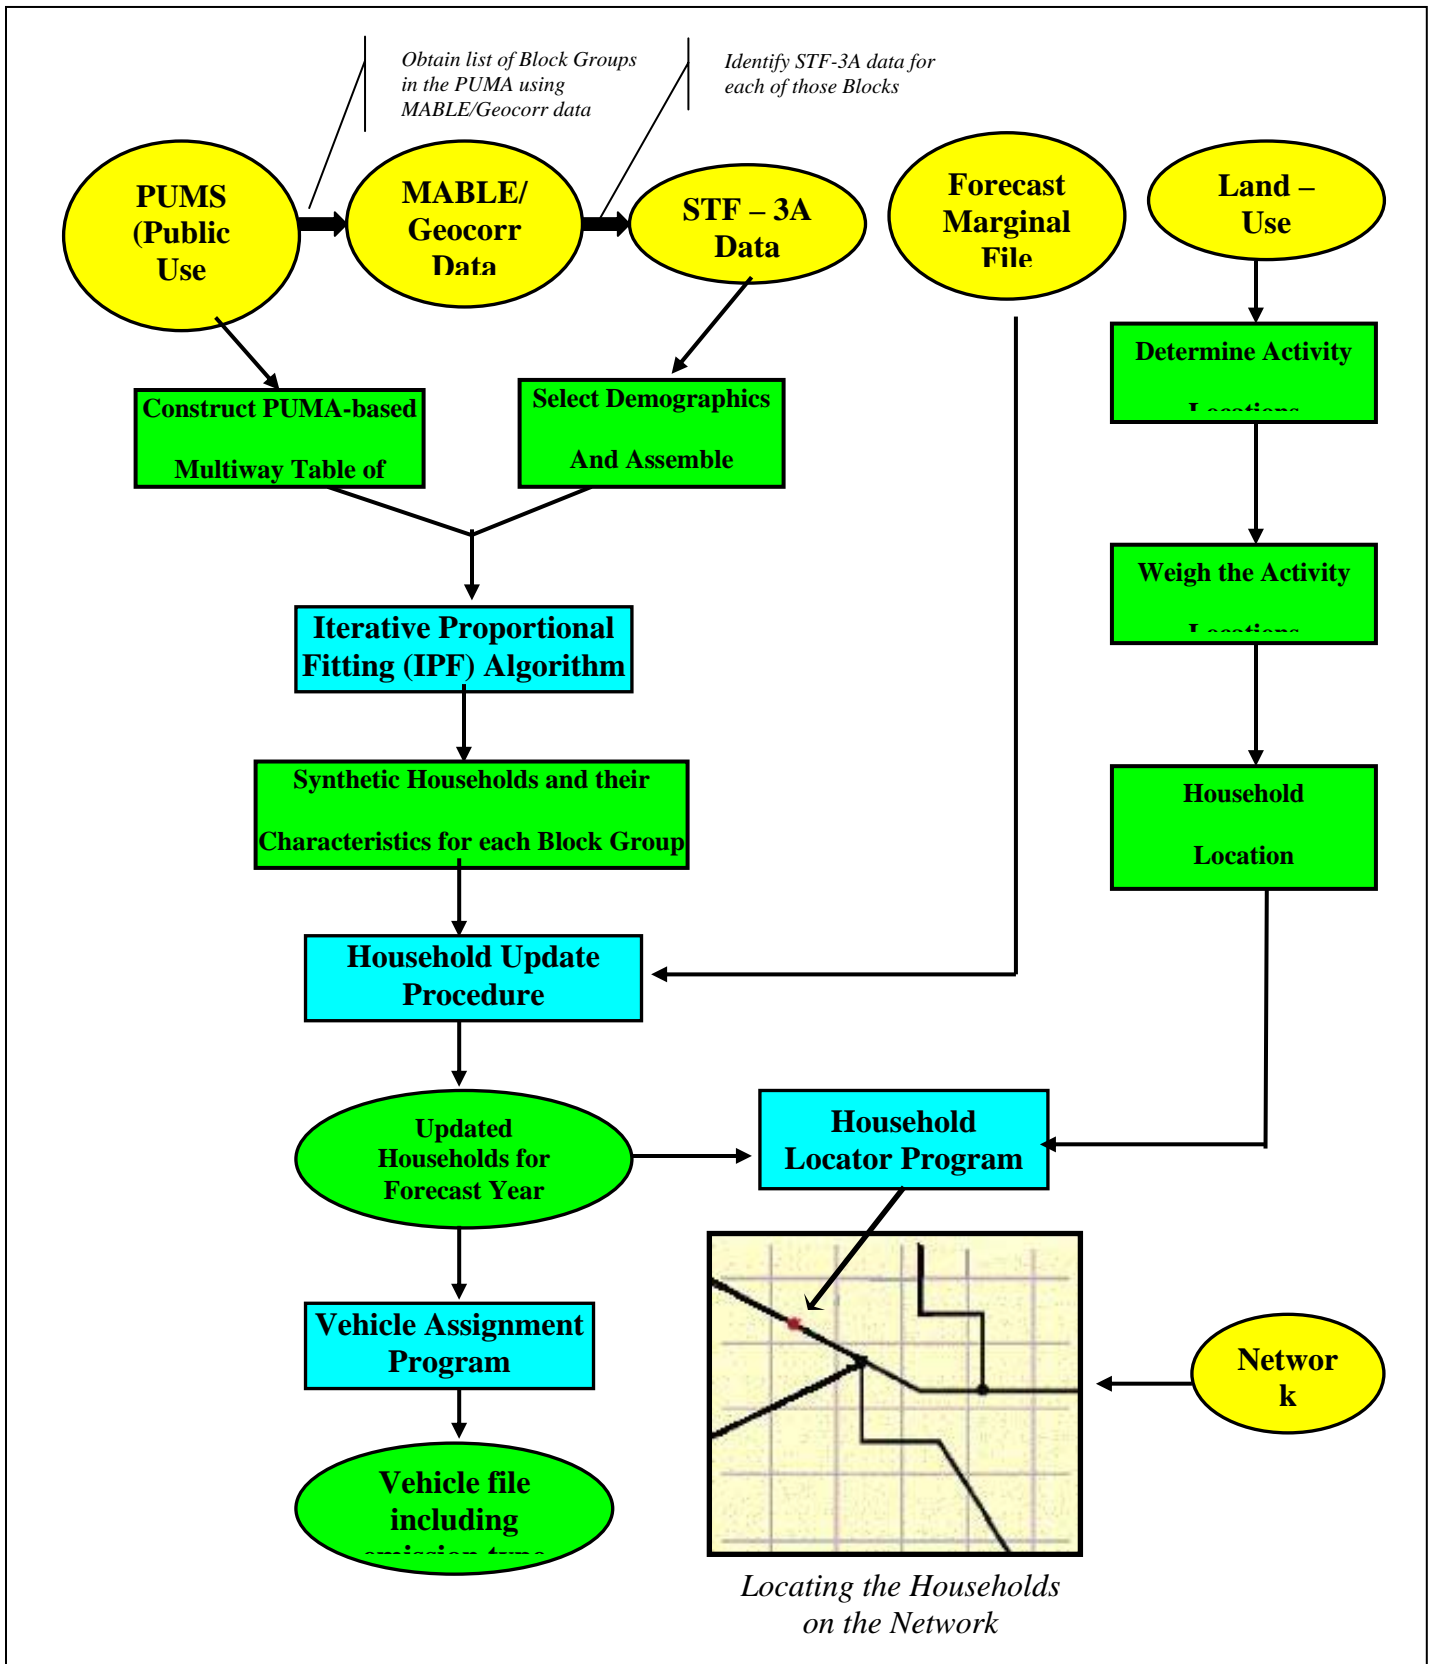 Obtain list of Block Groups
in the PUMA using
MABLE/Geocorr data
Identify STF-3A data for
each of those Blocks
PUMS
(Public
Use
MABLE/
Geocorr
Data
STF – 3A
Data
Forecast
Marginal
File
Land –
Use
Construct PUMA-based
Multiway Table of
Select Demographics
And Assemble
Determine Activity
Locations
Weigh the Activity
Locations
Iterative Proportional
Fitting (IPF) Algorithm
Synthetic Households and their
Characteristics for each Block Group
Household
Location
Household Update
Procedure
Updated
Households for
Forecast Year
Household
Locator Program
Vehicle Assignment
Program
Networ
k
Vehicle file
including
emission type
Locating the Households
on the Network